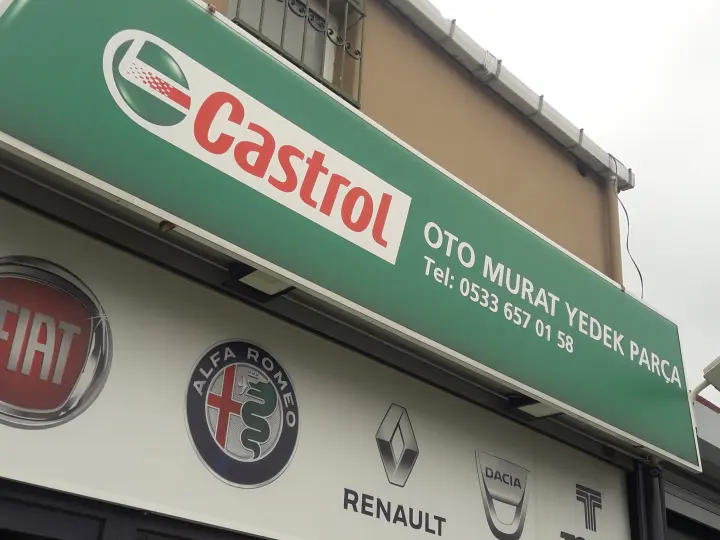 Castrol
OTO MURAT YEDEK PARÇA
Tel: 0533 657 01 58
FIAT
ALFA ROMEO
RENAULT
DACIA